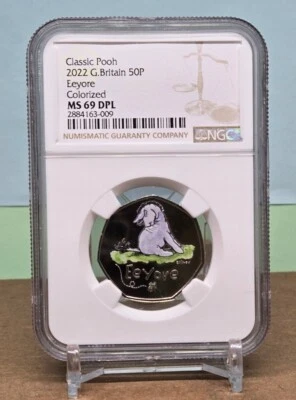 Classic Pooh
2022 G.Britain 50P
Eeyore
Colorized
MS 69 DPL
2884163-009
NUMISMATIC GUARANTY COMPANY
NGC
Eeyore